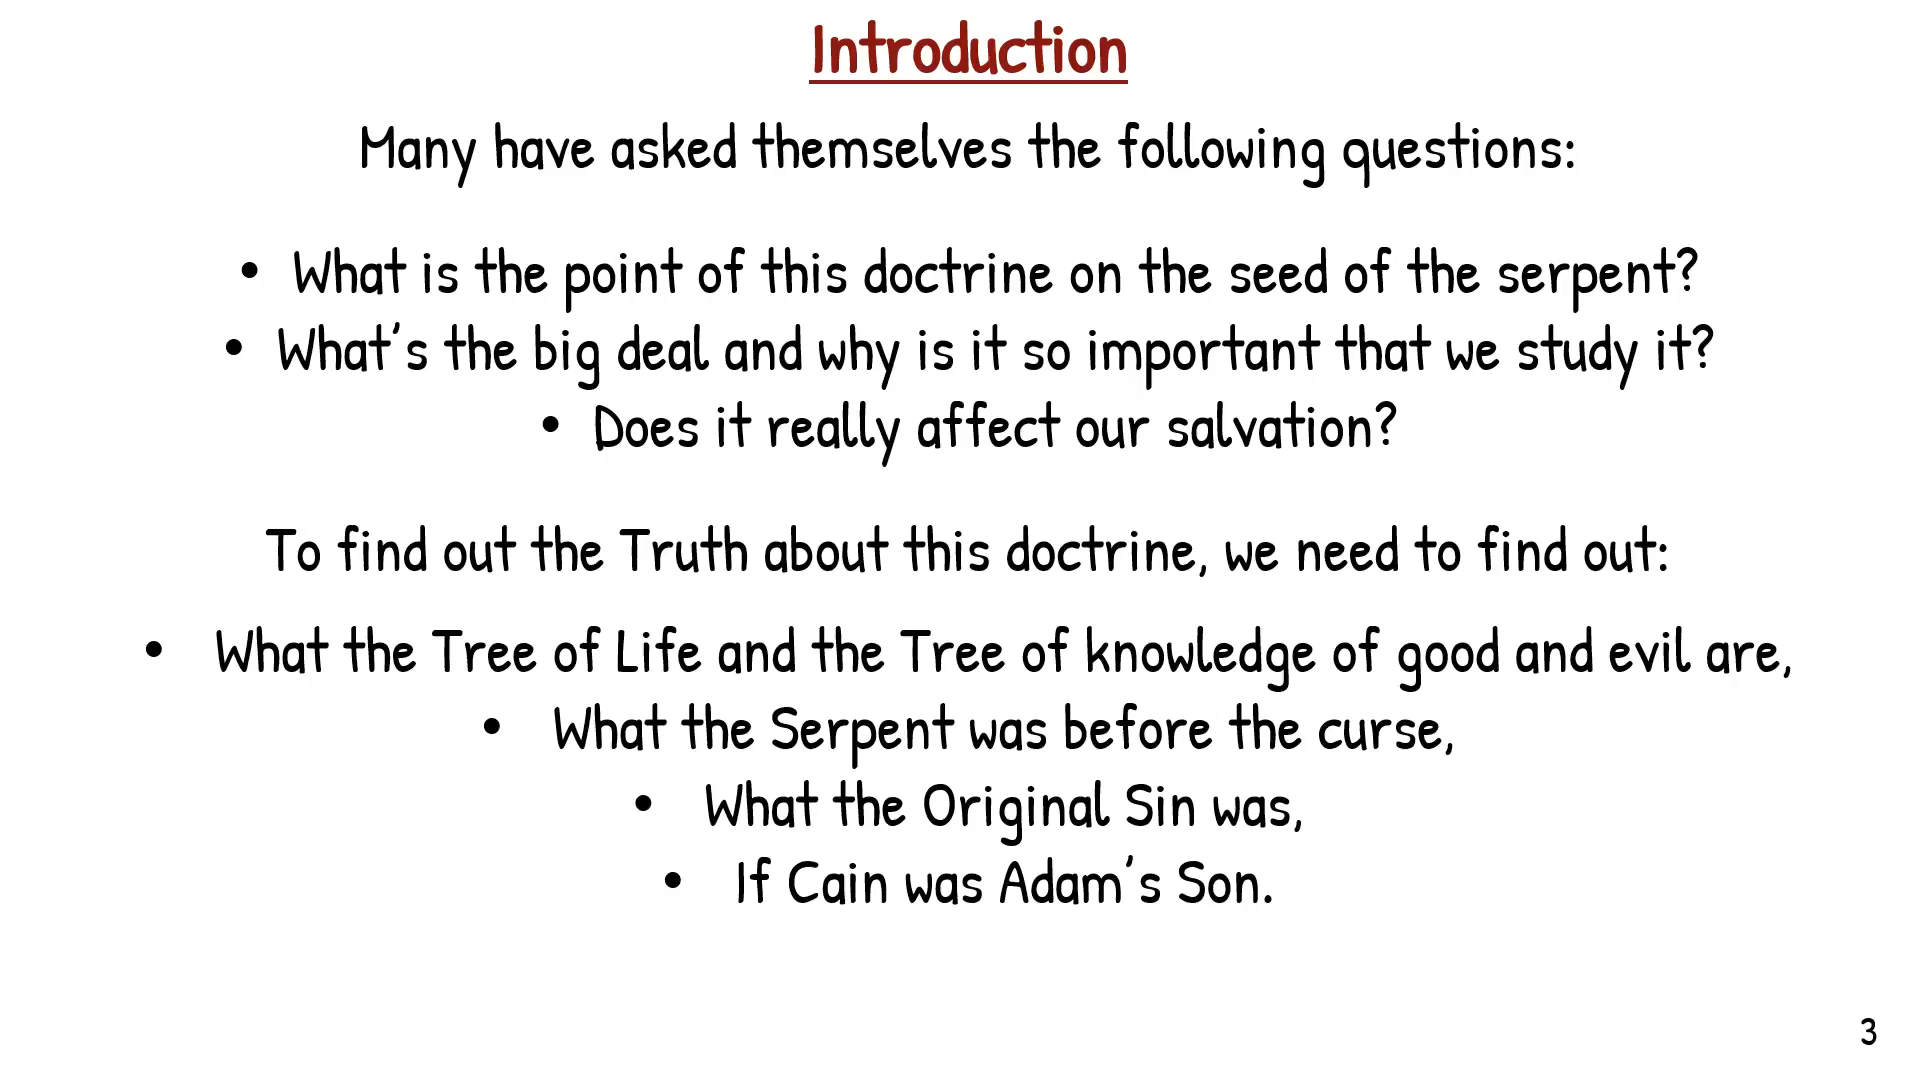 Introduction
Many have asked themselves the following questions:
• What is the point of this doctrine on the seed of the serpent?
• What's the big deal and why is it so important that we study it?
• Does it really affect our salvation?
To find out the Truth about this doctrine, we need to find out:
• What the Tree of Life and the Tree of knowledge of good and evil are,
• What the Serpent was before the curse,
• What the Original Sin was,
• If Cain was Adam's Son.
3